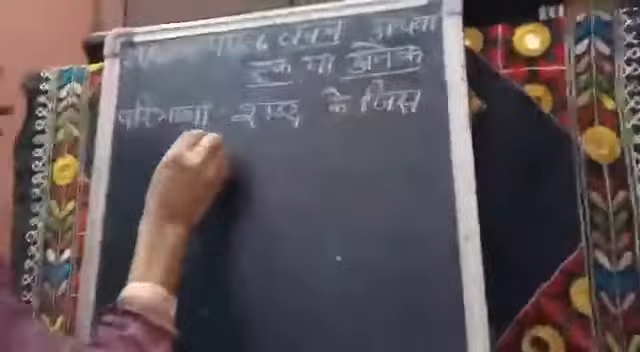 वचन अथवा
एक या अनेक
परिभाषा शब्द के जिस